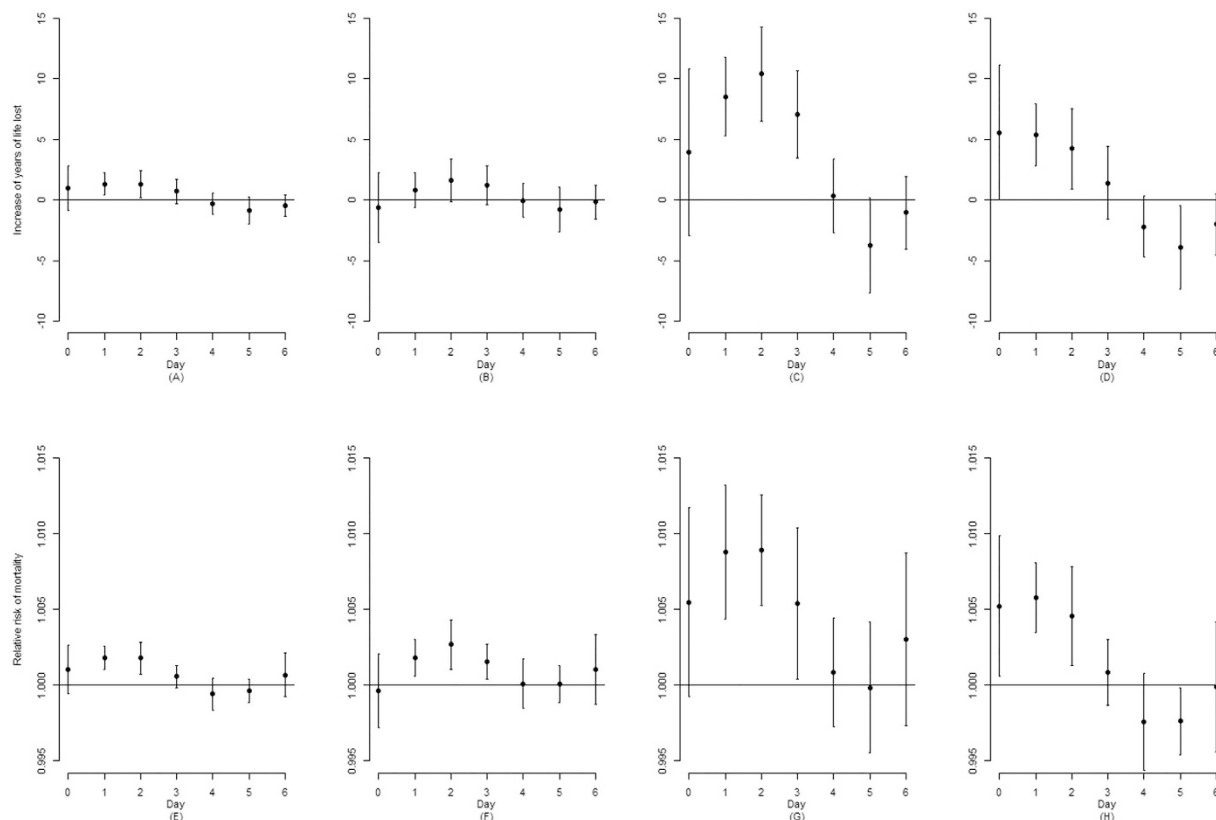 Increase of years of life lost
15
10
5
0
-5
-10
0 1 2 3 4 5 6
Day
(A)
15
10
5
0
-5
-10
0 1 2 3 4 5 6
Day
(B)
15
10
5
0
-5
-10
0 1 2 3 4 5 6
Day
(C)
15
10
5
0
-5
-10
0 1 2 3 4 5 6
Day
(D)
Relative risk of mortality
1.015
1.010
1.005
1.000
0.995
0 1 2 3 4 5 6
Day
(E)
1.015
1.010
1.005
1.000
0.995
0 1 2 3 4 5 6
Day
(F)
1.015
1.010
1.005
1.000
0.995
0 1 2 3 4 5 6
Day
(G)
1.015
1.010
1.005
1.000
0.995
0 1 2 3 4 5 6
Day
(H)